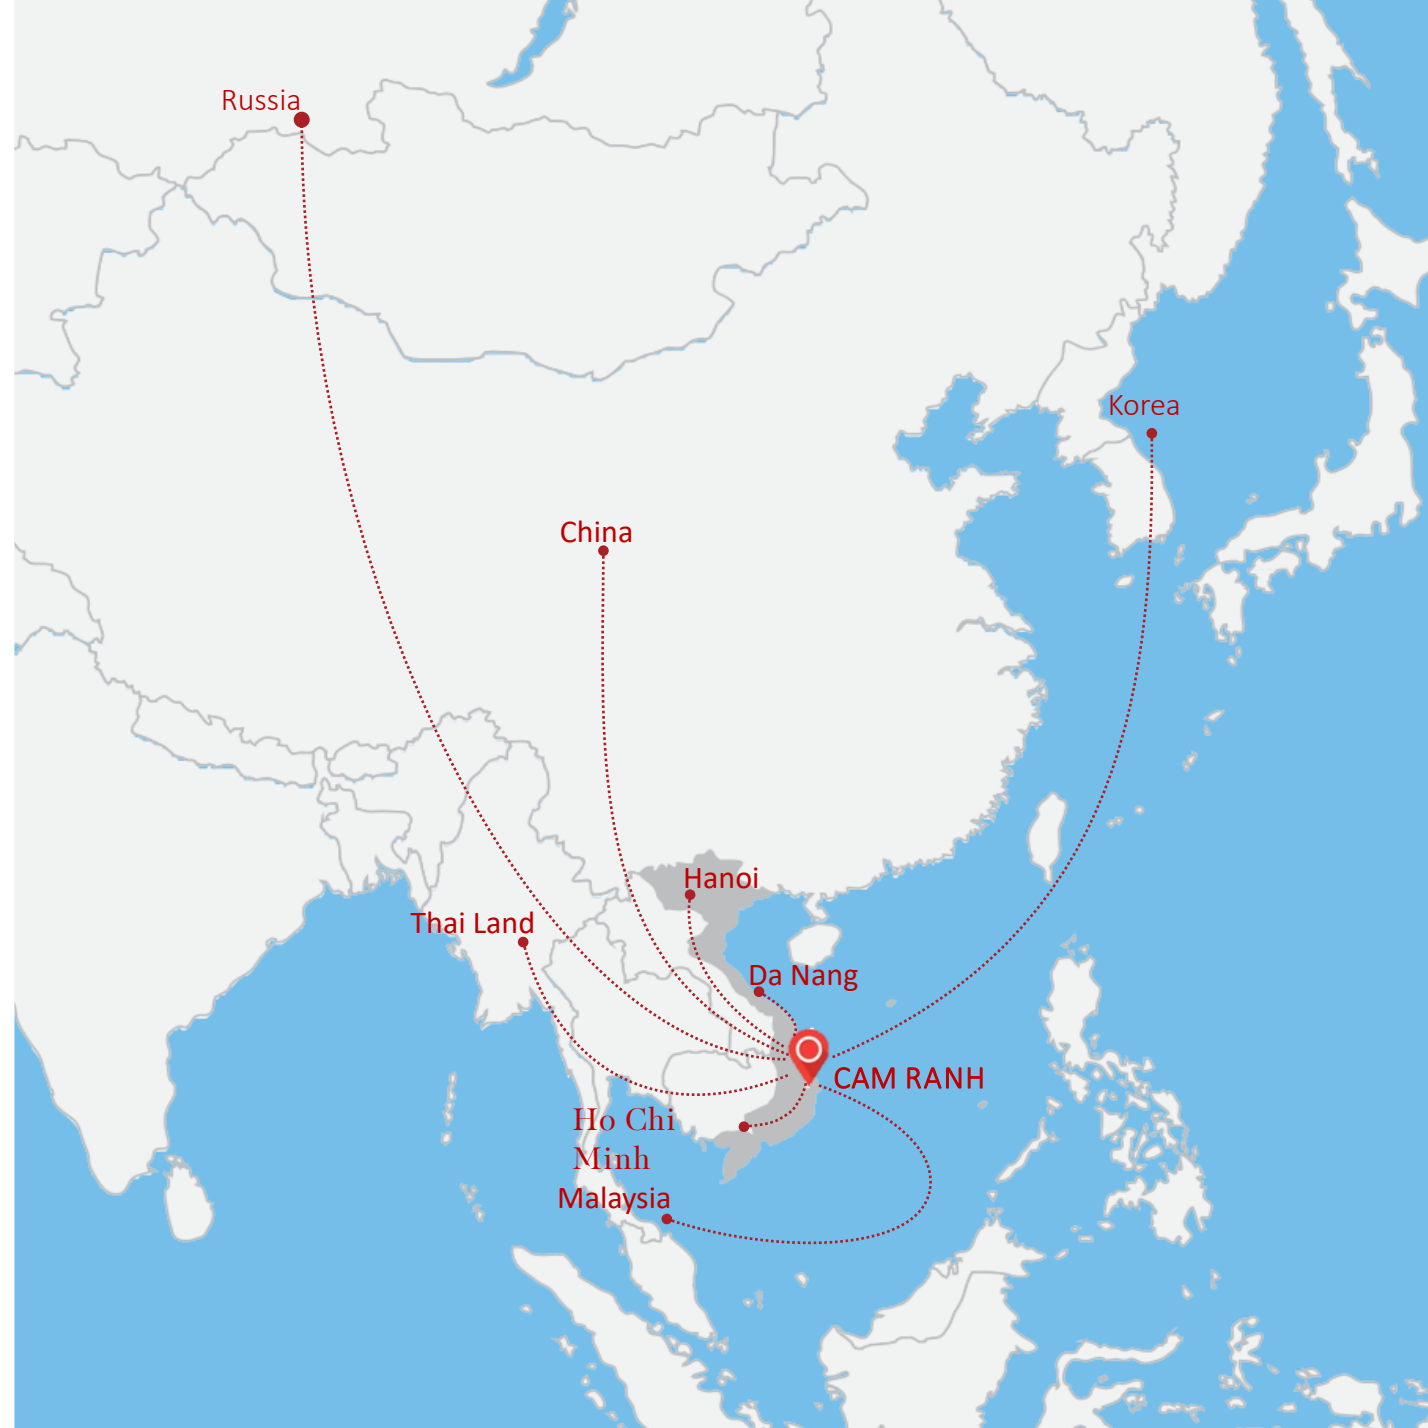 Russia
Korea
China
Hanoi
Thai Land
Da Nang
CAM RANH
Ho Chi
Minh
Malaysia